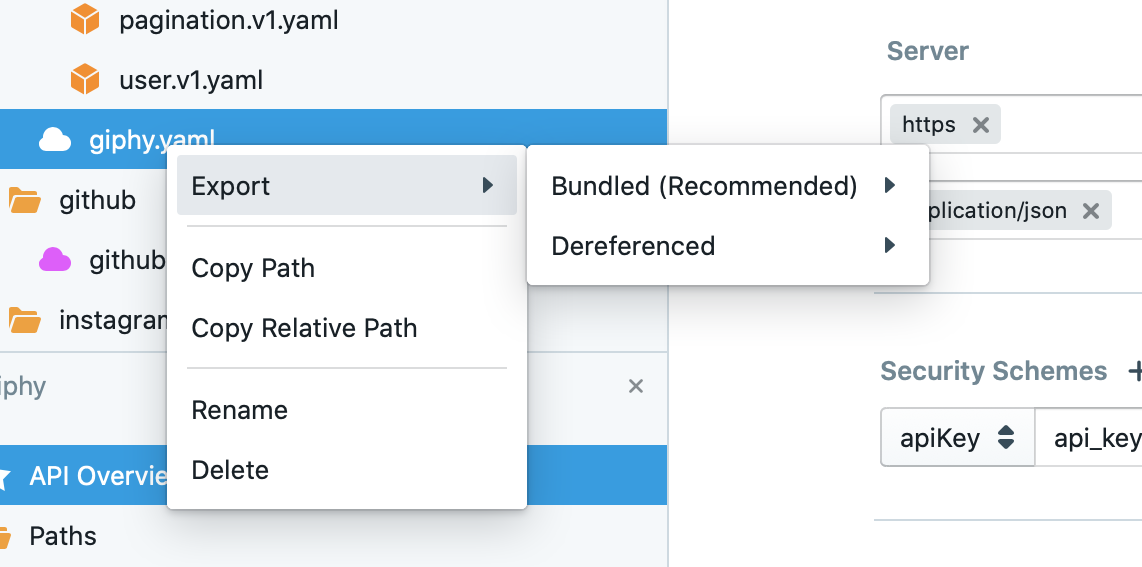 pagination.v1.yaml
user.v1.yaml
giphy.yaml
github
github
instagram
iphy
API Overvie
Paths
Export
Copy Path
Copy Relative Path
Rename
Delete
Bundled (Recommended)
Dereferenced
Server
https
plication/json
Security Schemes
apiKey
api_key